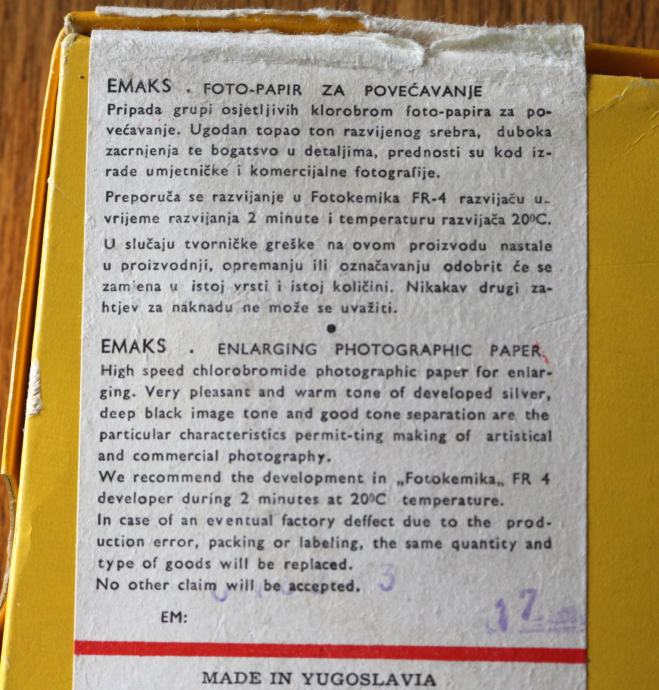 EMAKS . FOTO-PAPIR ZA POVEĆAVANJE
Pripada grupi osjetljivih klorobrom foto-papira za po-
većavanje. Ugodan topao ton razvijenog srebra, duboka
zacrnjenja te bogatsvo u detaljima, prednosti su kod iz-
rade umjetničke i komercijalne fotografije.
Preporuča se razvijanje u Fotokemika FR-4 razvijaču u-
vrijeme razvijanja 2 minute i temperaturu razvijača 20⁰C.
U slučaju tvorničke greške na ovom proizvodu nastale
u proizvodnji, opremanju ili označavanju odobrit će se
zamjena u istoj vrsti i istoj količini. Nikakav drugi za-
htjev za naknadu ne može se uvažiti.
●
EMAKS . ENLARGING PHOTOGRAPHIC PAPER
High speed chlorobromide photographic paper for enlar-
ging. Very pleasant and warm tone of developed silver,
deep black image tone and good tone separation are the
particular characteristics permit-ting making of artistical
and commercial photography.
We recommend the development in „Fotokemika„ FR 4
developer during 2 minutes at 20⁰C temperature.
In case of an eventual factory deffect due to the prod-
uction error, packing or labeling, the same quantity and
type of goods will be replaced.
No other claim will be accepted.
3
EM:
17
MADE IN YUGOSLAVIA